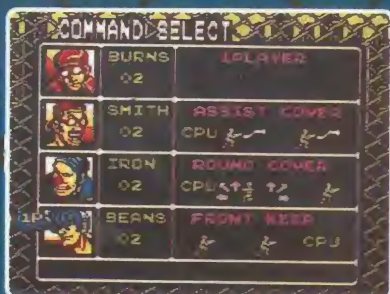 COMMAND SELECT
BURNS 1PLAYER
02
SMITH ASSIST COVER
02 CPU
IRON ROUND COVER
02 CPU
1P BEANS FRONT KEEP
02 CPU